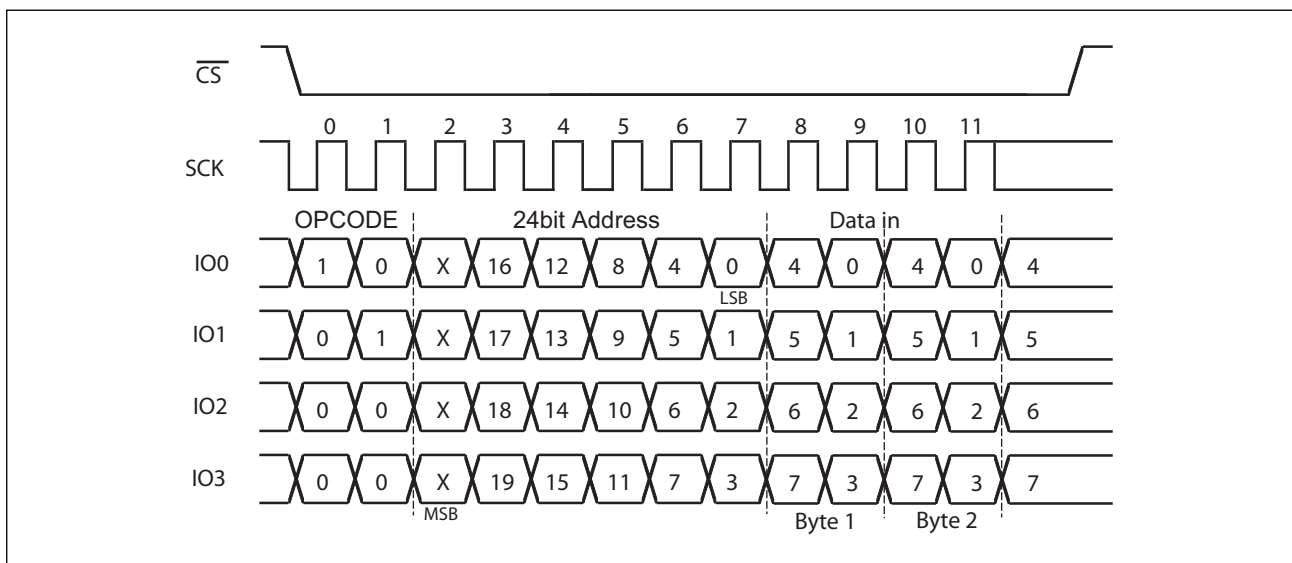 CS
0 1 2 3 4 5 6 7 8 9 10 11
SCK
OPCODE 24bit Address Data in
IO0 1 0 X 16 12 8 4 0 4 0 4 0 4
LSB
IO1 0 1 X 17 13 9 5 1 5 1 5 1 5
IO2 0 0 X 18 14 10 6 2 6 2 6 2 6
IO3 0 0 X 19 15 11 7 3 7 3 7 3 7
MSB
Byte 1 Byte 2